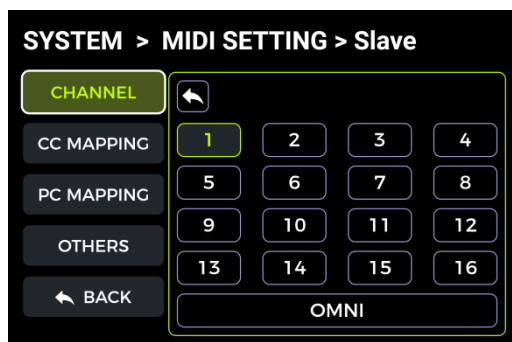 SYSTEM > MIDI SETTING > Slave
CHANNEL
CC MAPPING
PC MAPPING
OTHERS
BACK
1 2 3 4
5 6 7 8
9 10 11 12
13 14 15 16
OMNI